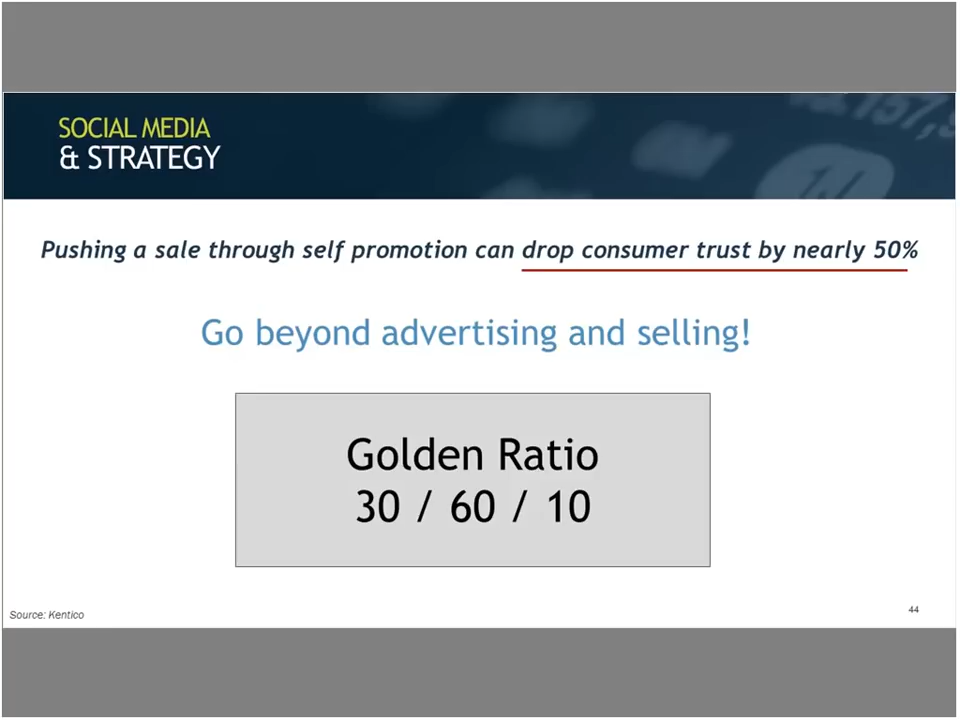 SOCIAL MEDIA
& STRATEGY
Pushing a sale through self promotion can drop consumer trust by nearly 50%
Go beyond advertising and selling!
Golden Ratio
30 / 60 / 10
Source: Kentico
44